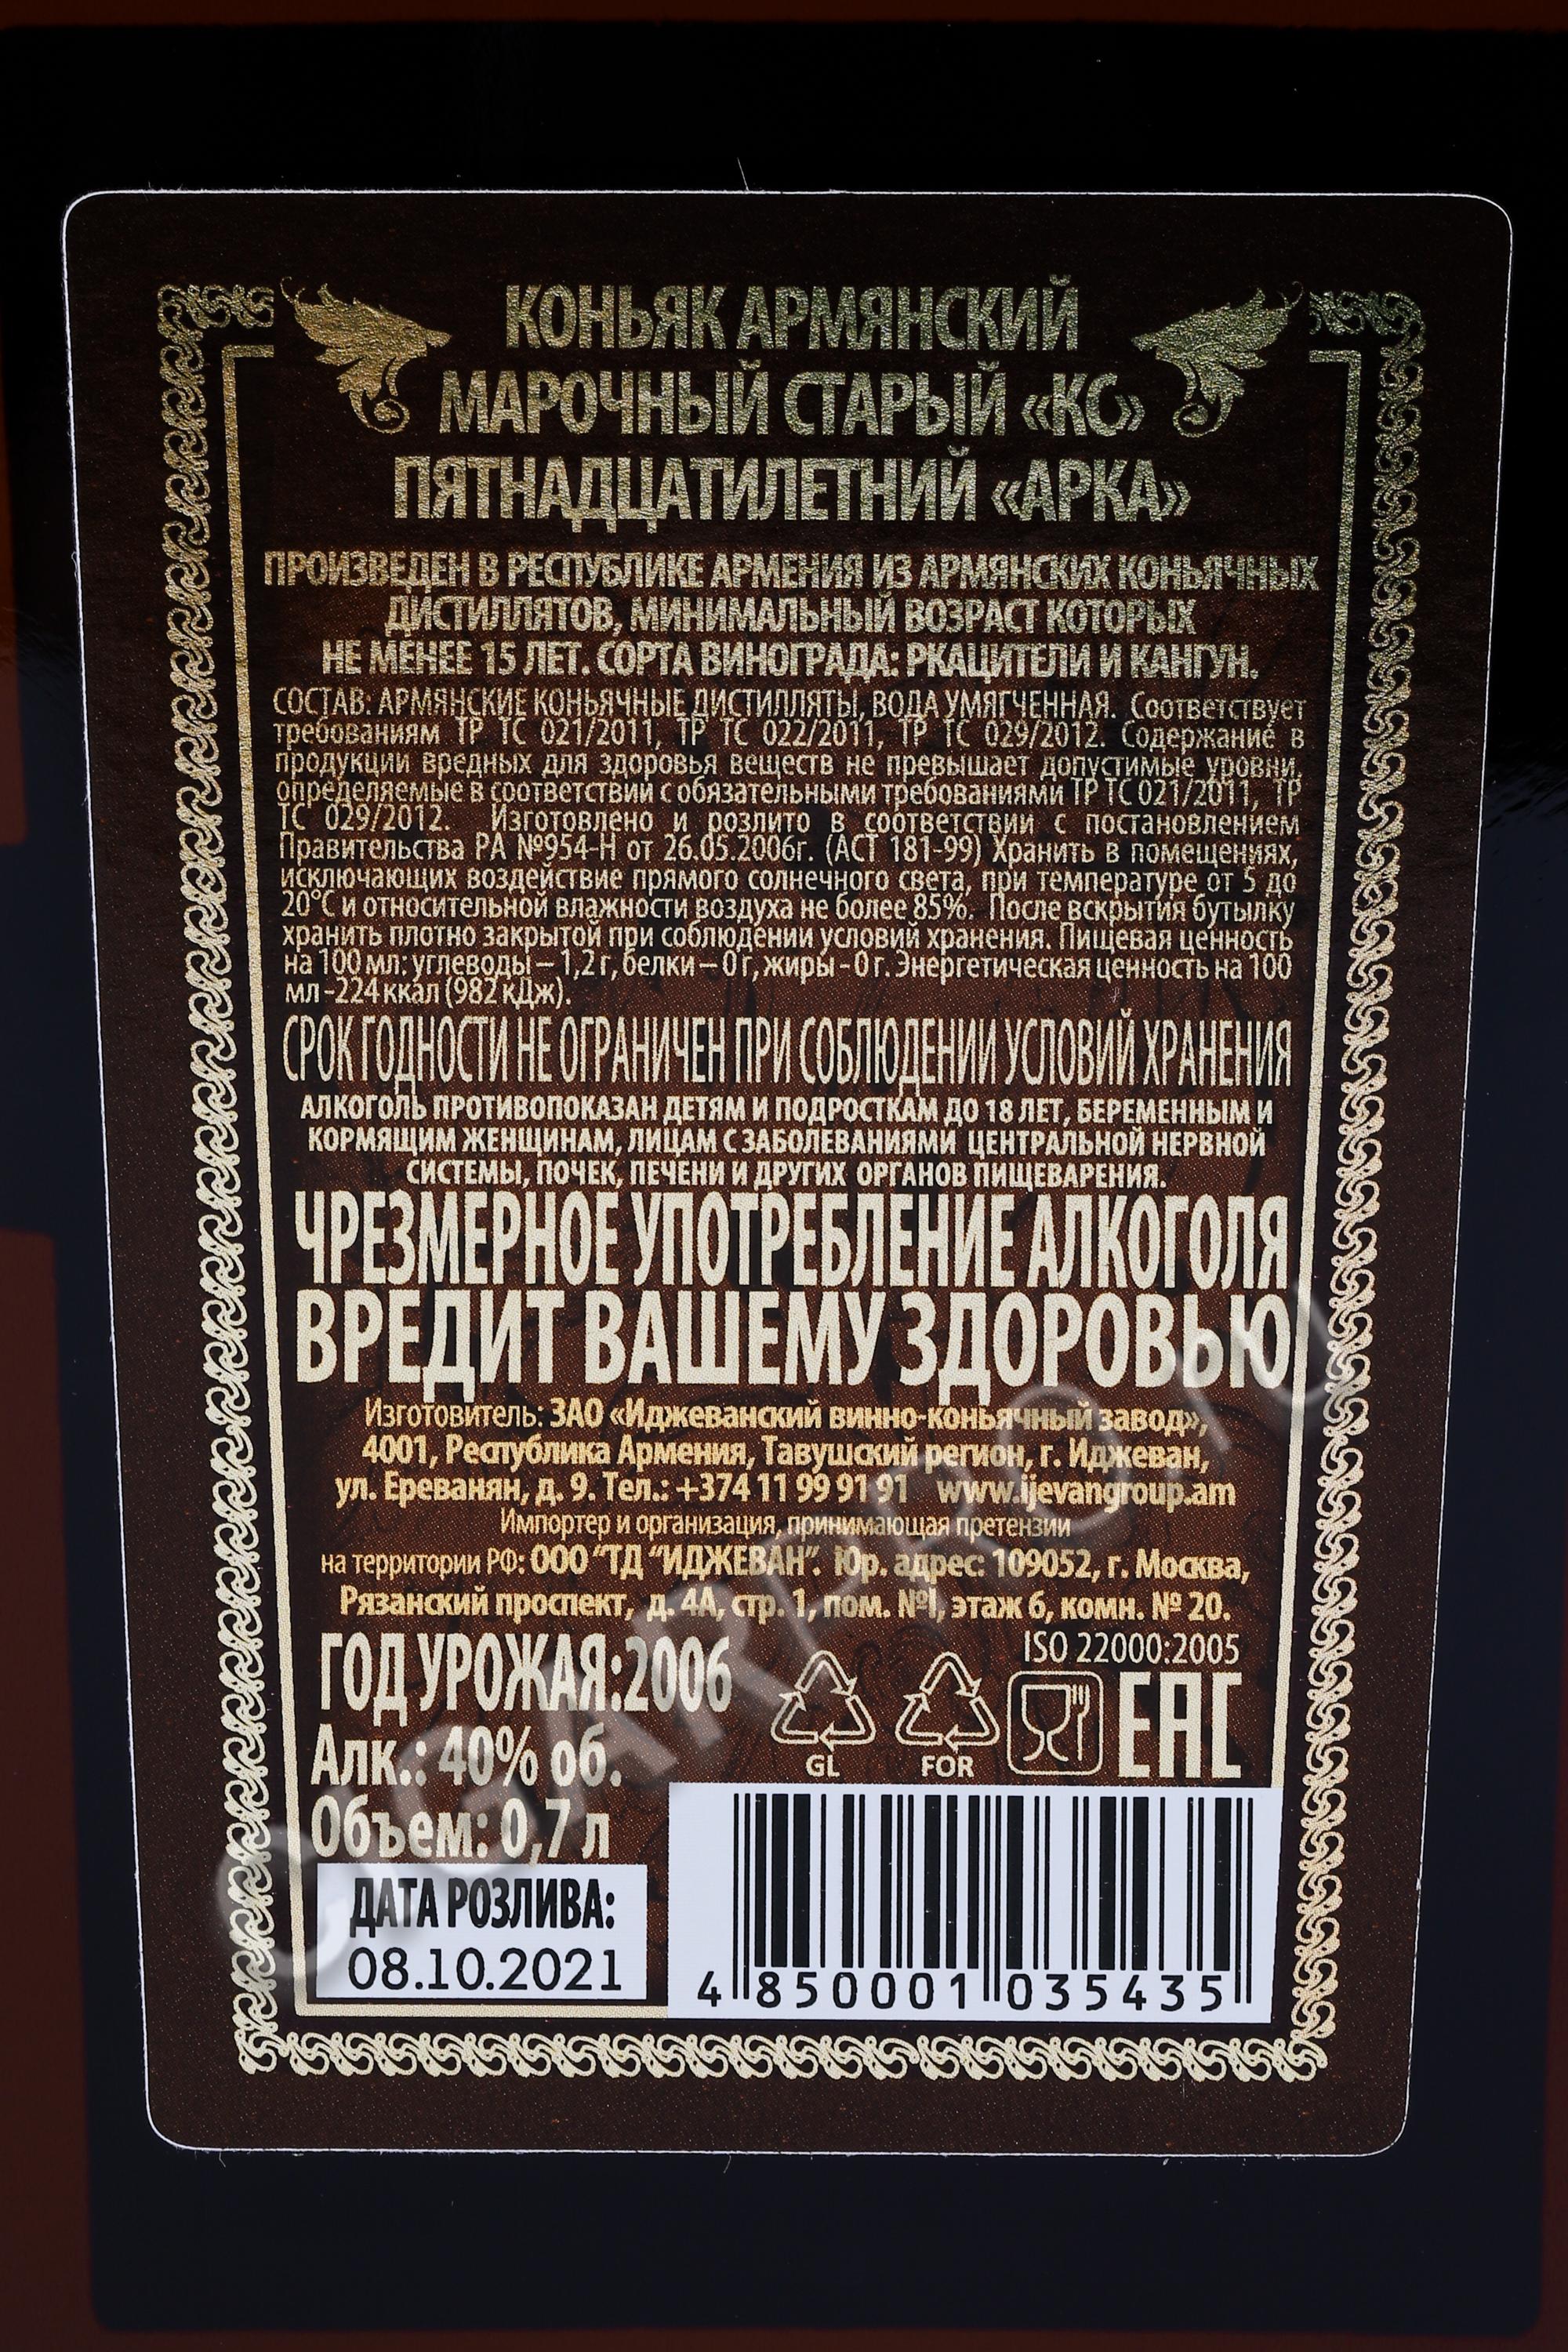 КОНЬЯК АРМЯНСКИЙ
МАРОЧНЫЙ СТАРЫЙ «КС»
ПЯТНАДЦАТИЛЕТНИЙ «АРКА»
ПРОИЗВЕДЕН В РЕСПУБЛИКЕ АРМЕНИЯ ИЗ АРМЯНСКИХ КОНЬЯЧНЫХ
ДИСТИЛЛЯТОВ, МИНИМАЛЬНЫЙ ВОЗРАСТ КОТОРЫХ
НЕ МЕНЕЕ 15 ЛЕТ. СОРТА ВИНОГРАДА: РКАЦИТЕЛИ И КАНГУН.
СОСТАВ: АРМЯНСКИЕ КОНЬЯЧНЫЕ ДИСТИЛЛЯТЫ, ВОДА УМЯГЧЕННАЯ. Соответствует
требованиям ТР ТС 021/2011, ТР ТС 022/2011, ТР ТС 029/2012. Содержание в
продукции вредных для здоровья веществ не превышает допустимые уровни,
определяемые в соответствии с обязательными требованиями ТР ТС 021/2011, ТР
ТС 029/2012. Изготовлено и розлито в соответствии с постановлением
Правительства РА №954-Н от 26.05.2006г. (АСТ 181-99) Хранить в помещениях,
исключающих воздействие прямого солнечного света, при температуре от 5 до
20°С и относительной влажности воздуха не более 85%. После вскрытия бутылку
хранить плотно закрытой при соблюдении условий хранения. Пищевая ценность
на 100 мл: углеводы – 1,2 г, белки – 0 г, жиры - 0 г. Энергетическая ценность на 100
мл -224 ккал (982 кДж).
СРОК ГОДНОСТИ НЕ ОГРАНИЧЕН ПРИ СОБЛЮДЕНИИ УСЛОВИЙ ХРАНЕНИЯ
АЛКОГОЛЬ ПРОТИВОПОКАЗАН ДЕТЯМ И ПОДРОСТКАМ ДО 18 ЛЕТ, БЕРЕМЕННЫМ И
КОРМЯЩИМ ЖЕНЩИНАМ, ЛИЦАМ С ЗАБОЛЕВАНИЯМИ ЦЕНТРАЛЬНОЙ НЕРВНОЙ
СИСТЕМЫ, ПОЧЕК, ПЕЧЕНИ И ДРУГИХ ОРГАНОВ ПИЩЕВАРЕНИЯ.
ЧРЕЗМЕРНОЕ УПОТРЕБЛЕНИЕ АЛКОГОЛЯ
ВРЕДИТ ВАШЕМУ ЗДОРОВЬЮ
Изготовитель: ЗАО «Иджеванский винно-коньячный завод»,
4001, Республика Армения, Тавушский регион, г. Иджеван,
ул. Ереванян, д. 9. Тел.: +374 11 99 91 91 www.ijevangroup.am
Импортер и организация, принимающая претензии
на территории РФ: ООО “ТД “ИДЖЕВАН”. Юр. адрес: 109052, г. Москва,
Рязанский проспект, д. 4А, стр. 1, пом. №I, этаж 6, комн. № 20.
ISO 22000:2005
ГОД УРОЖАЯ:2006
GL FOR EAC
Алк.: 40% об.
Объем: 0,7 л
ДАТА РОЗЛИВА:
08.10.2021
4 850001 035435
CIGARPRO.RU